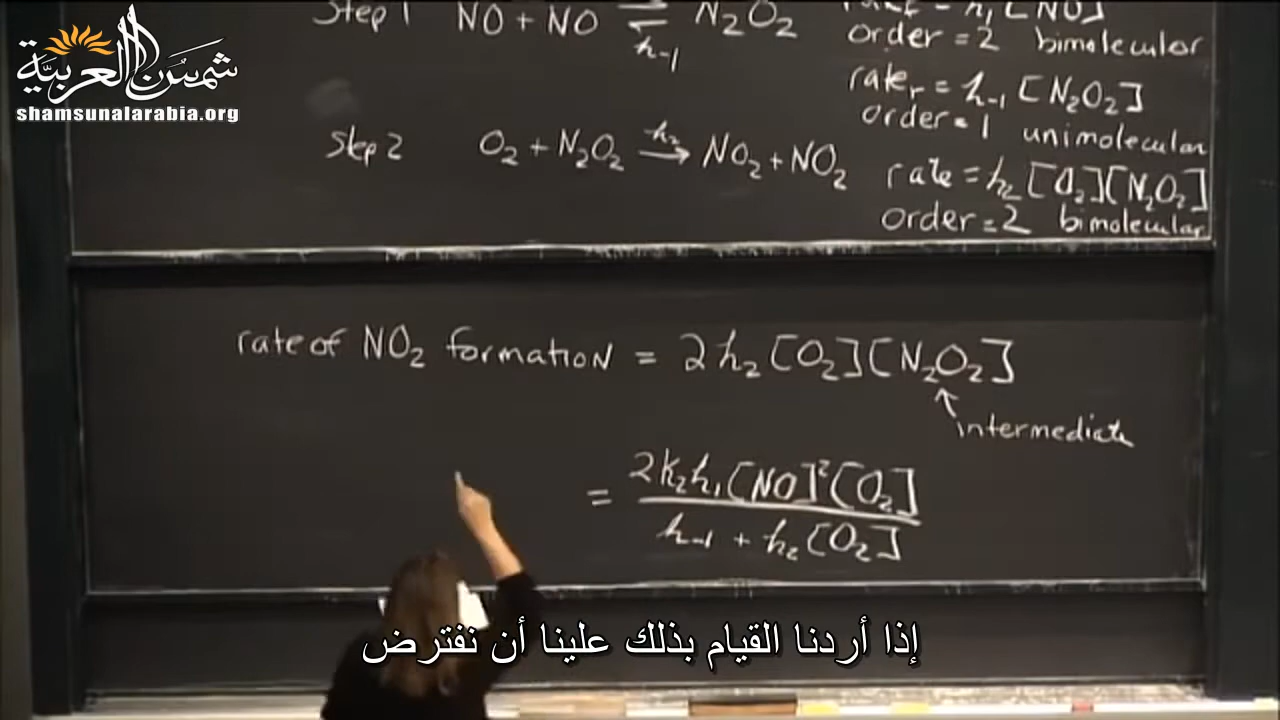 شمس العربية
shamsunalarabia.org
Step 1 NO + NO ⇌ N₂O₂ rate = k₁ [NO]
k₋₁
order = 2 bimolecular
rateᵣ = k₋₁ [N₂O₂]
order = 1 unimolecular
Step 2 O₂ + N₂O₂ —k₂→ NO₂ + NO₂
rate = k₂ [O₂][N₂O₂]
order = 2 bimolecular
rate of NO₂ formation = 2k₂ [O₂][N₂O₂]
↑
intermediate
= 2k₂k₁[NO]²[O₂]
k₋₁ + k₂[O₂]
إذا أردنا القيام بذلك علينا أن نفترض